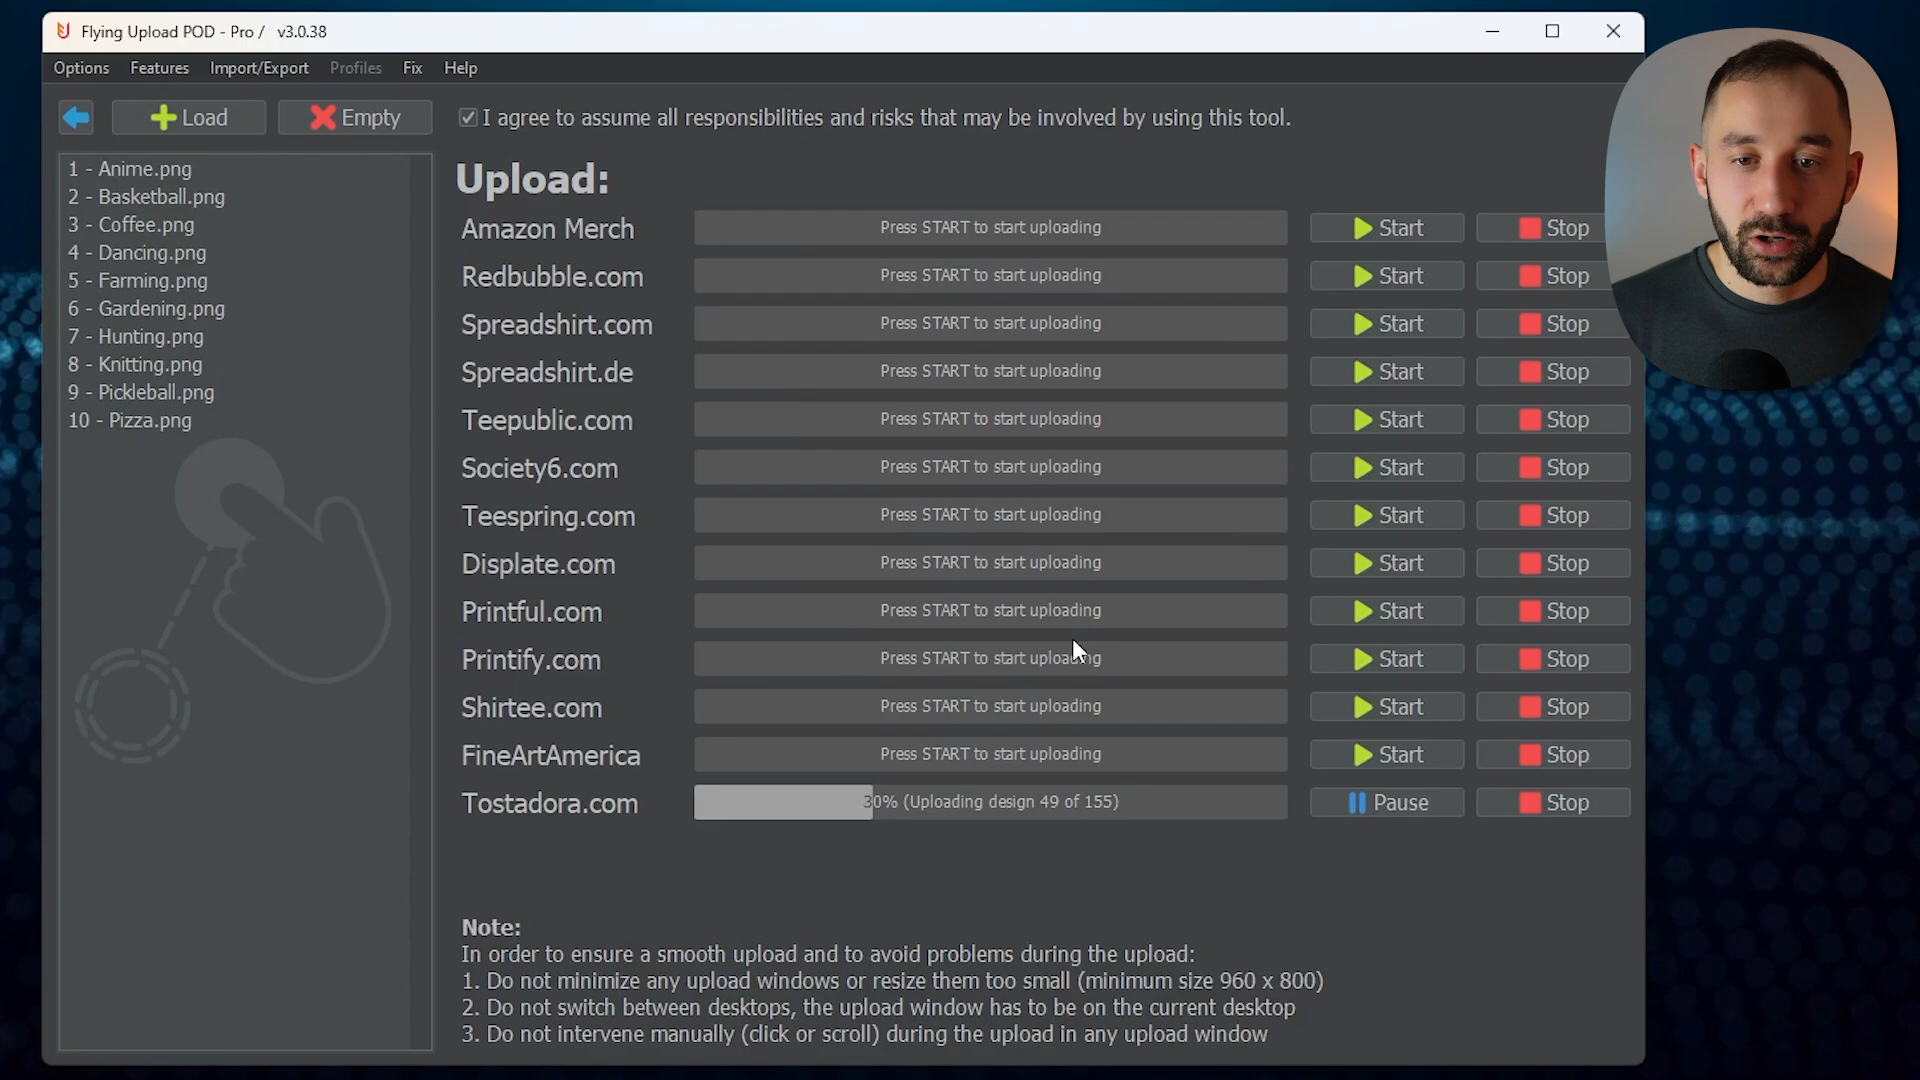 Flying Upload POD - Pro / v3.0.38
Options Features Import/Export Profiles Fix Help
Load Empty I agree to assume all responsibilities and risks that may be involved by using this tool.
1 - Anime.png
2 - Basketball.png
3 - Coffee.png
4 - Dancing.png
5 - Farming.png
6 - Gardening.png
7 - Hunting.png
8 - Knitting.png
9 - Pickleball.png
10 - Pizza.png
Upload:
Amazon Merch Press START to start uploading Start Stop
Redbubble.com Press START to start uploading Start Stop
Spreadshirt.com Press START to start uploading Start Stop
Spreadshirt.de Press START to start uploading Start Stop
Teepublic.com Press START to start uploading Start Stop
Society6.com Press START to start uploading Start Stop
Teespring.com Press START to start uploading Start Stop
Displate.com Press START to start uploading Start Stop
Printful.com Press START to start uploading Start Stop
Printify.com Press START to start uploading Start Stop
Shirtee.com Press START to start uploading Start Stop
FineArtAmerica Press START to start uploading Start Stop
Tostadora.com 30% (Uploading design 49 of 155) Pause Stop
Note:
In order to ensure a smooth upload and to avoid problems during the upload:
1. Do not minimize any upload windows or resize them too small (minimum size 960 x 800)
2. Do not switch between desktops, the upload window has to be on the current desktop
3. Do not intervene manually (click or scroll) during the upload in any upload window